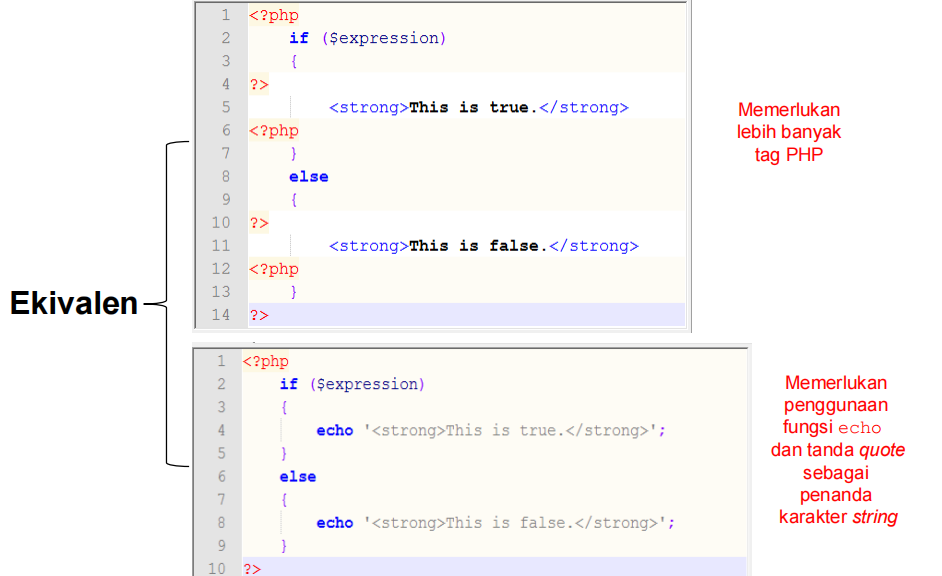 1 <?php
2     if ($expression)
3     {
4 ?>
5         <strong>This is true.</strong>
6 <?php
7     }
8     else
9     {
10 ?>
11         <strong>This is false.</strong>
12 <?php
13     }
14 ?>
Memerlukan
lebih banyak
tag PHP
Ekivalen
1 <?php
2     if ($expression)
3     {
4         echo '<strong>This is true.</strong>';
5     }
6     else
7     {
8         echo '<strong>This is false.</strong>';
9     }
10 ?>
Memerlukan
penggunaan
fungsi echo
dan tanda quote
sebagai
penanda
karakter string